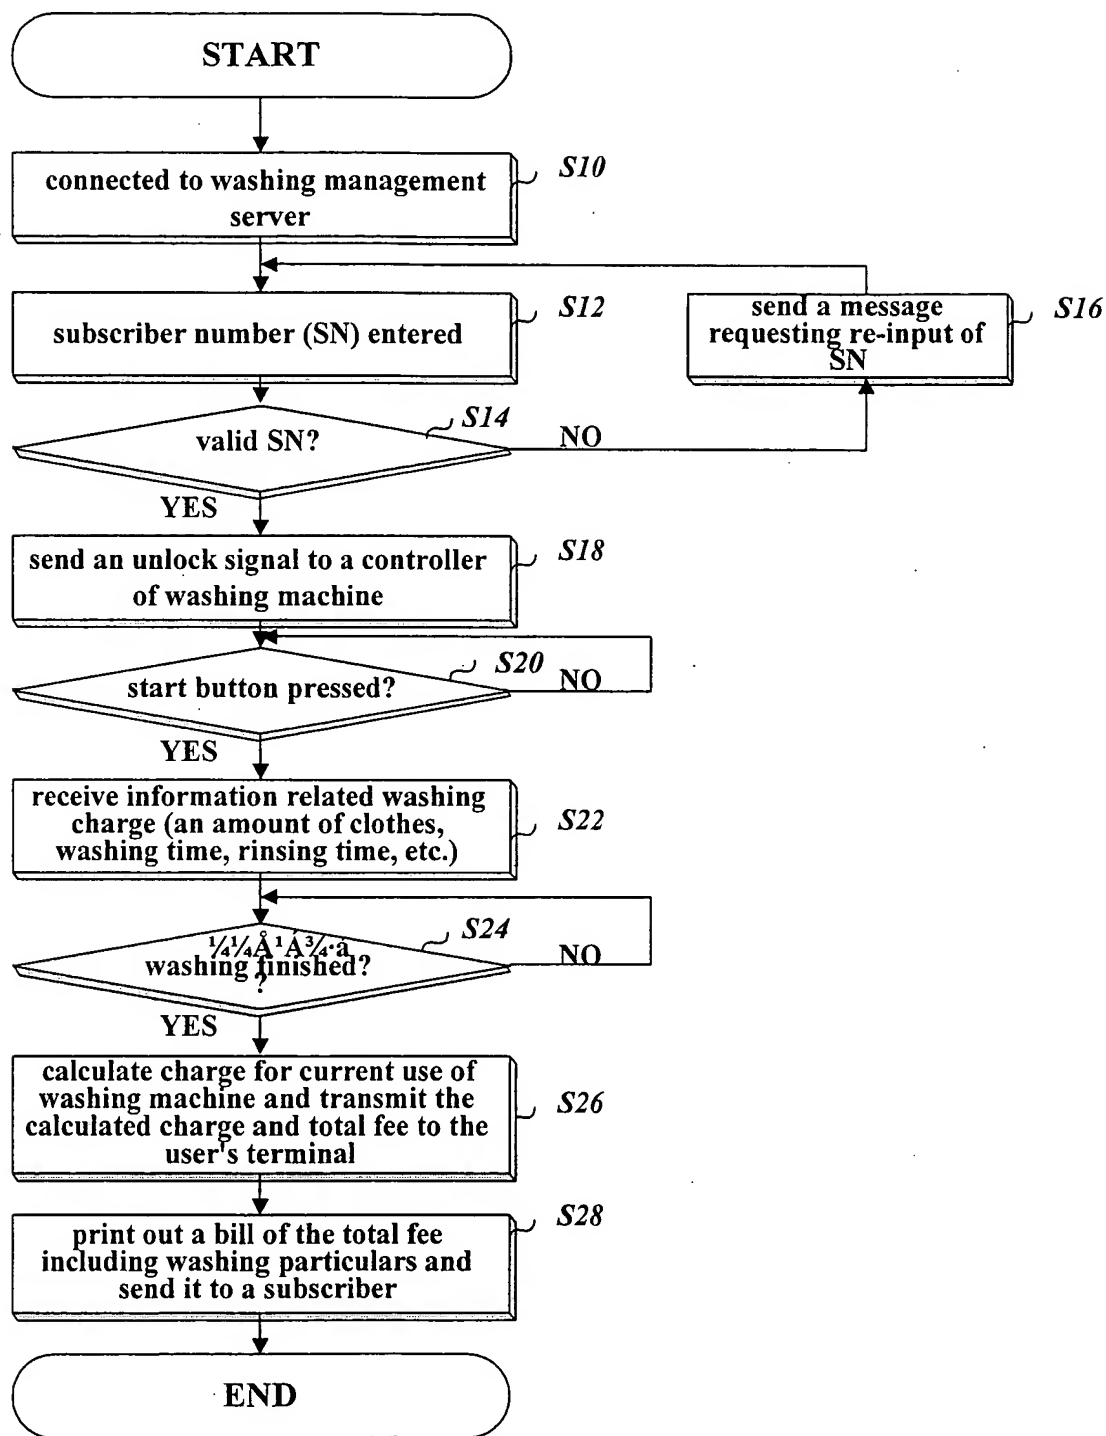 START
connected to washing management
server
S10
subscriber number (SN) entered
S12
send a message
requesting re-input of
SN
S16
valid SN?
S14
NO
YES
send an unlock signal to a controller
of washing machine
S18
start button pressed?
S20
NO
YES
receive information related washing
charge (an amount of clothes,
washing time, rinsing time, etc.)
S22
¼¼Å¹Á¾·á
washing finished?
?
S24
NO
YES
calculate charge for current use of
washing machine and transmit the
calculated charge and total fee to the
user's terminal
S26
print out a bill of the total fee
including washing particulars and
send it to a subscriber
S28
END